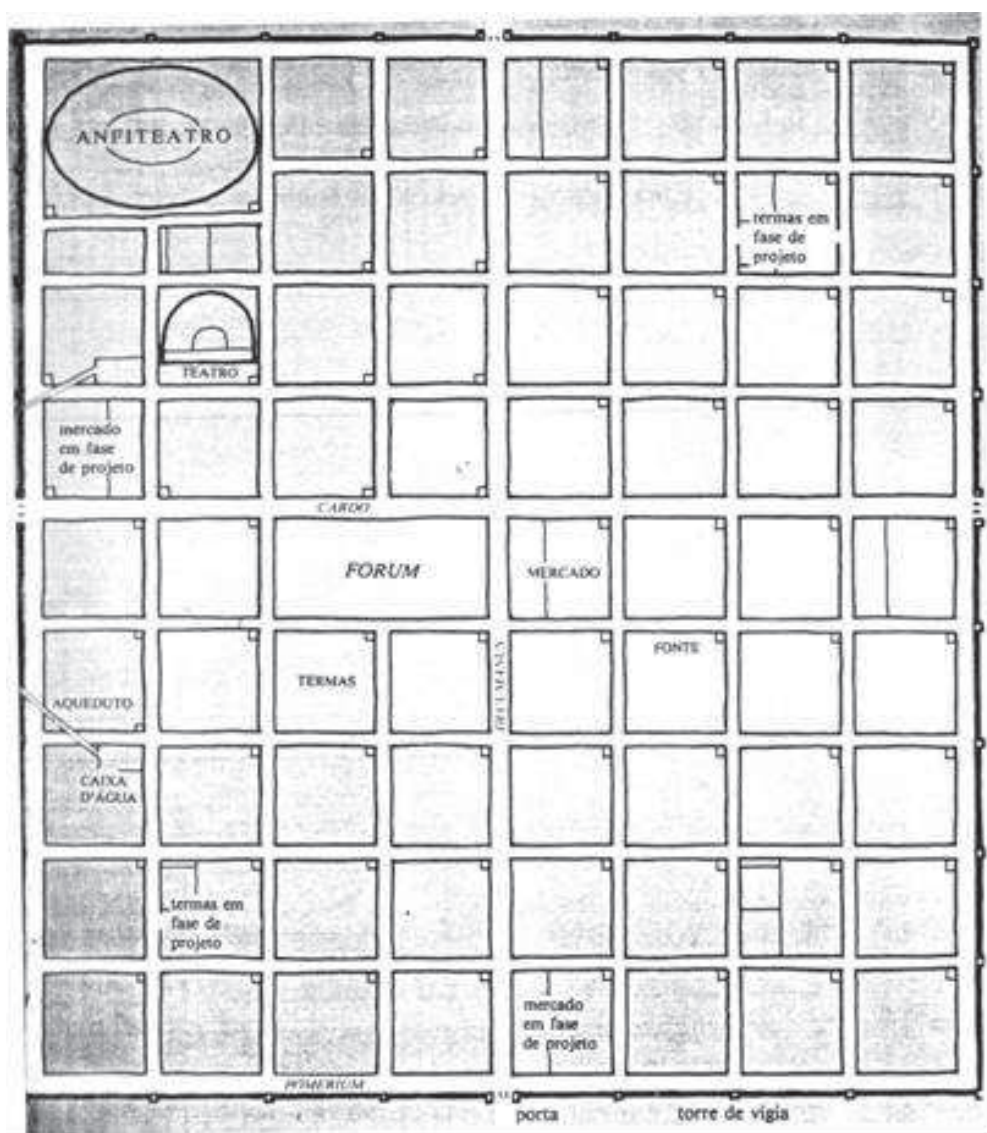 ANFITEATRO
termas em
fase de
projeto
TEATRO
mercado
em fase
de projeto
CARDO
FORUM
MERCADO
TERMAS
DECUMANUS
FONTE
AQUEDUTO
CAIXA
D'ÁGUA
termas em
fase de
projeto
mercado
em fase
de projeto
POMERIUM
porta
torre de vigia